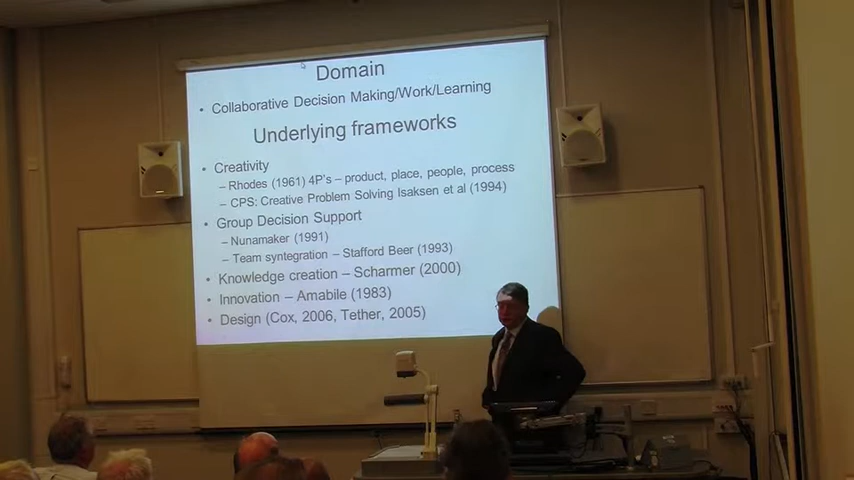 Domain
• Collaborative Decision Making/Work/Learning
Underlying frameworks
• Creativity
– Rhodes (1961) 4P's – product, place, people, process
– CPS: Creative Problem Solving Isaksen et al (1994)
• Group Decision Support
– Nunamaker (1991)
– Team syntegration – Stafford Beer (1993)
• Knowledge creation – Scharmer (2000)
• Innovation – Amabile (1983)
• Design (Cox, 2006, Tether, 2005)